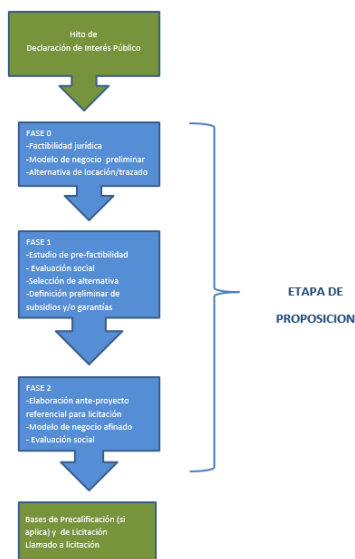 Hito de
Declaración de Interés Público
FASE 0
-Factibilidad jurídica
-Modelo de negocio preliminar
-Alternativa de locación/trazado
FASE 1
-Estudio de pre-factibilidad
- Evaluación social
-Selección de alternativa
-Definición preliminar de
subsidios y/o garantías
ETAPA DE
PROPOSICION
FASE 2
-Elaboración ante-proyecto
referencial para licitación
-Modelo de negocio afinado
- Evaluación social
Bases de Precalificación (si
aplica) y de Licitación
Llamado a licitación